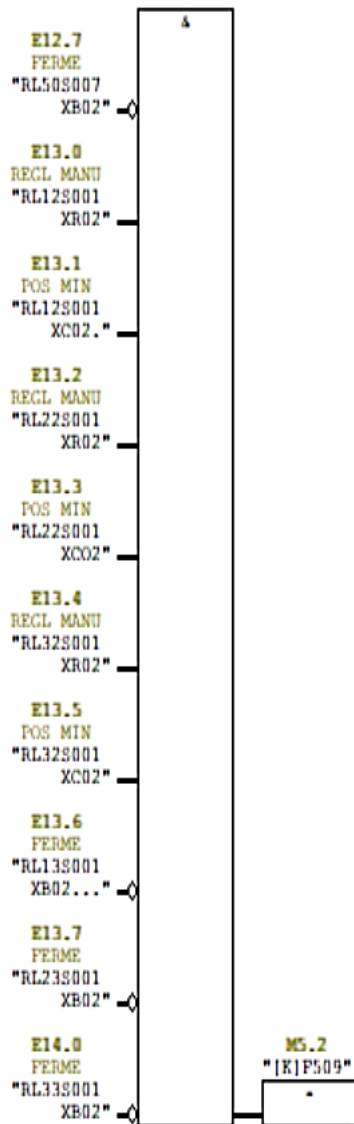 &
E12.7
FERME
"RL50S007
XB02"
E13.0
REGL MANU
"RL12S001
XR02"
E13.1
POS MIN
"RL12S001
XC02."
E13.2
REGL MANU
"RL22S001
XR02"
E13.3
POS MIN
"RL22S001
XCO2"
E13.4
REGL MANU
"RL32S001
XR02"
E13.5
POS MIN
"RL32S001
XC02"
E13.6
FERME
"RL13S001
XB02..."
E13.7
FERME
"RL23S001
XB02"
E14.0
FERME
"RL33S001
XB02"
M5.2
"[K]F509"
=